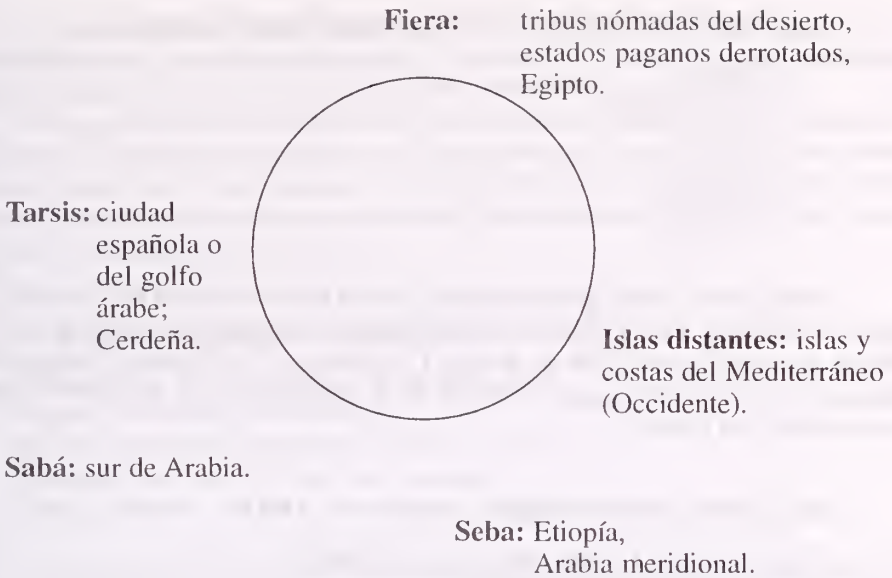 Fiera: tribus nómadas del desierto,
estados paganos derrotados,
Egipto.
Tarsis: ciudad
española o
del golfo
árabe;
Cerdeña.
Islas distantes: islas y
costas del Mediterráneo
(Occidente).
Sabá: sur de Arabia.
Seba: Etiopía,
Arabia meridional.